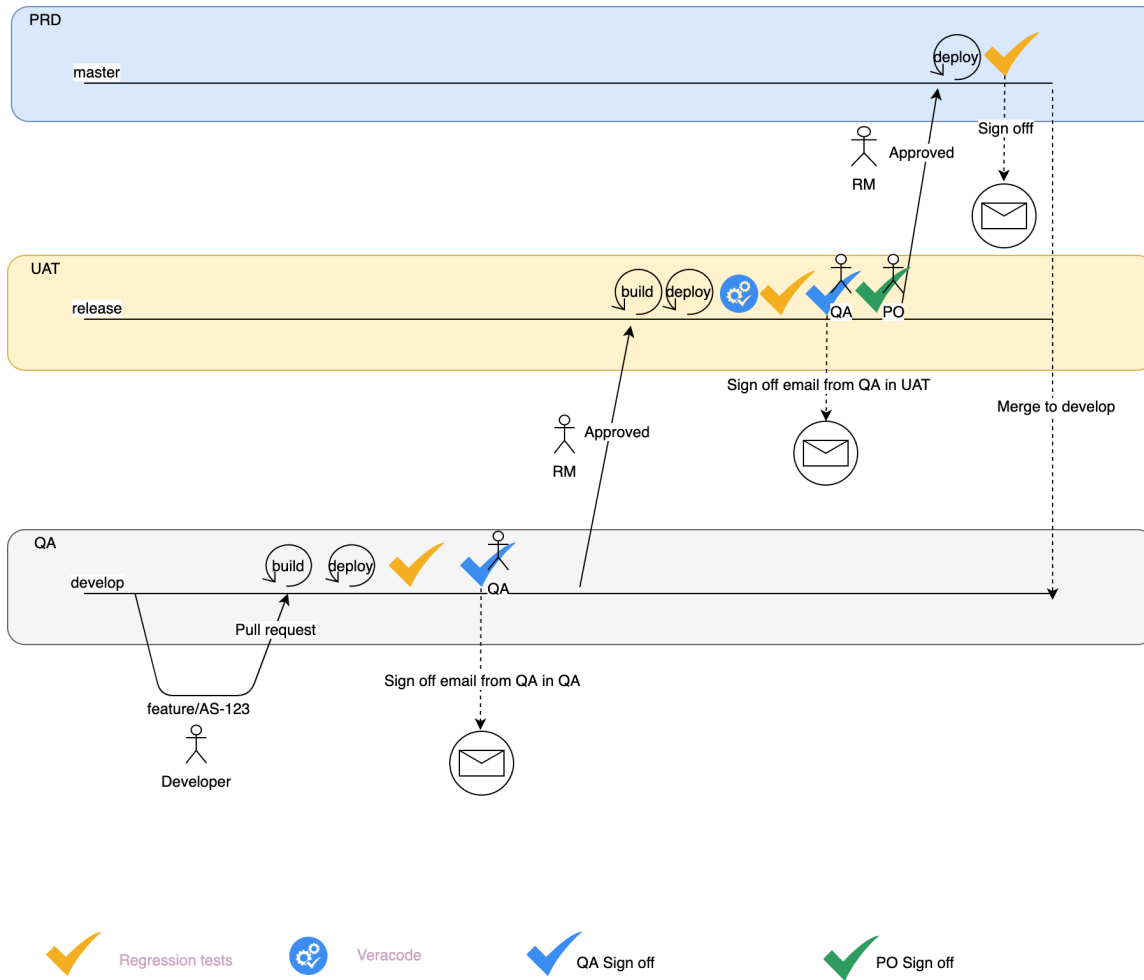 PRD
deploy
master
Sign offf
Approved
RM
UAT
build
deploy
release
QA
PO
Sign off email from QA in UAT
Merge to develop
Approved
RM
QA
build
deploy
develop
QA
Pull request
Sign off email from QA in QA
feature/AS-123
Developer
Regression tests
Veracode
QA Sign off
PO Sign off